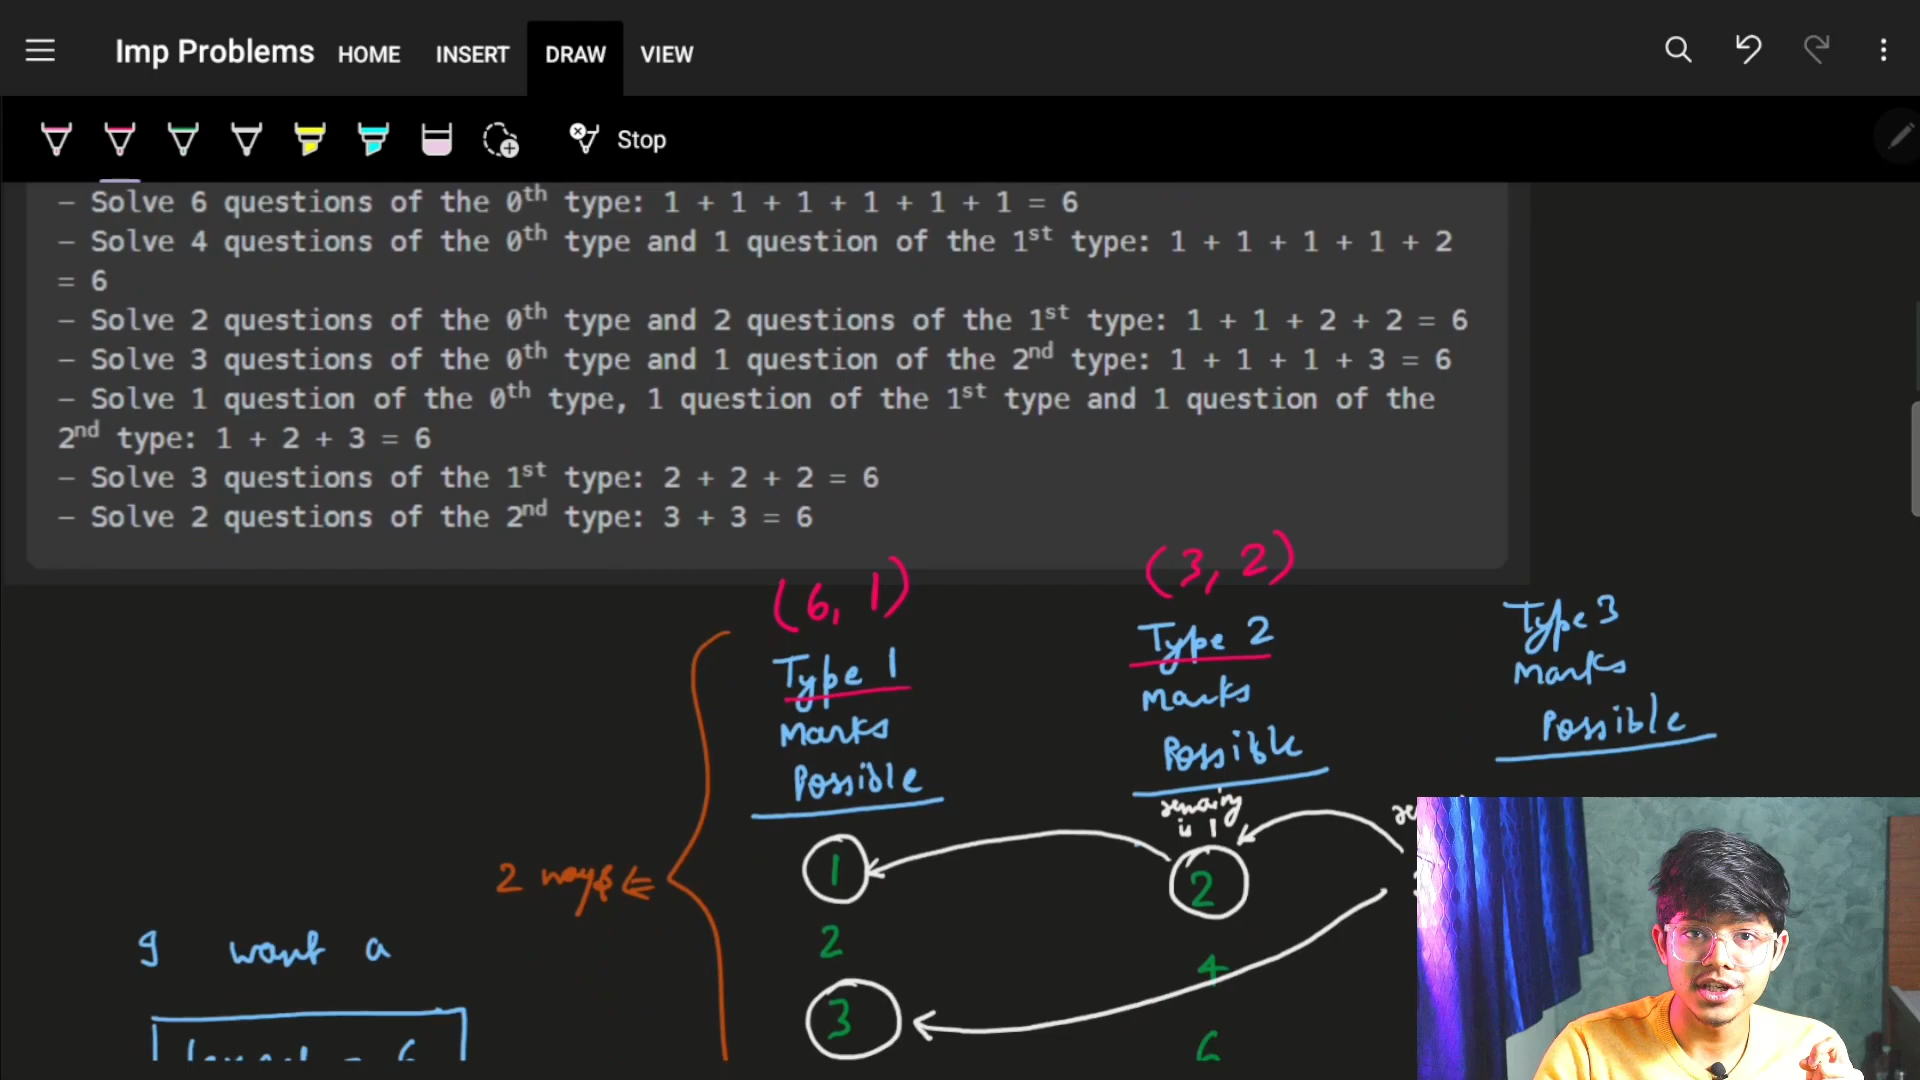 Imp Problems HOME INSERT DRAW VIEW
Stop
– Solve 6 questions of the 0th type: 1 + 1 + 1 + 1 + 1 + 1 = 6
– Solve 4 questions of the 0th type and 1 question of the 1st type: 1 + 1 + 1 + 1 + 2
= 6
– Solve 2 questions of the 0th type and 2 questions of the 1st type: 1 + 1 + 2 + 2 = 6
– Solve 3 questions of the 0th type and 1 question of the 2nd type: 1 + 1 + 1 + 3 = 6
– Solve 1 question of the 0th type, 1 question of the 1st type and 1 question of the
2nd type: 1 + 2 + 3 = 6
– Solve 3 questions of the 1st type: 2 + 2 + 2 = 6
– Solve 2 questions of the 2nd type: 3 + 3 = 6
(6, 1)
Type 1
Marks
Possible
1
2
3
(3, 2)
Type 2
Marks
Possible
remaining
is 1
2
4
6
Type 3
Marks
Possible
2 ways
I want a